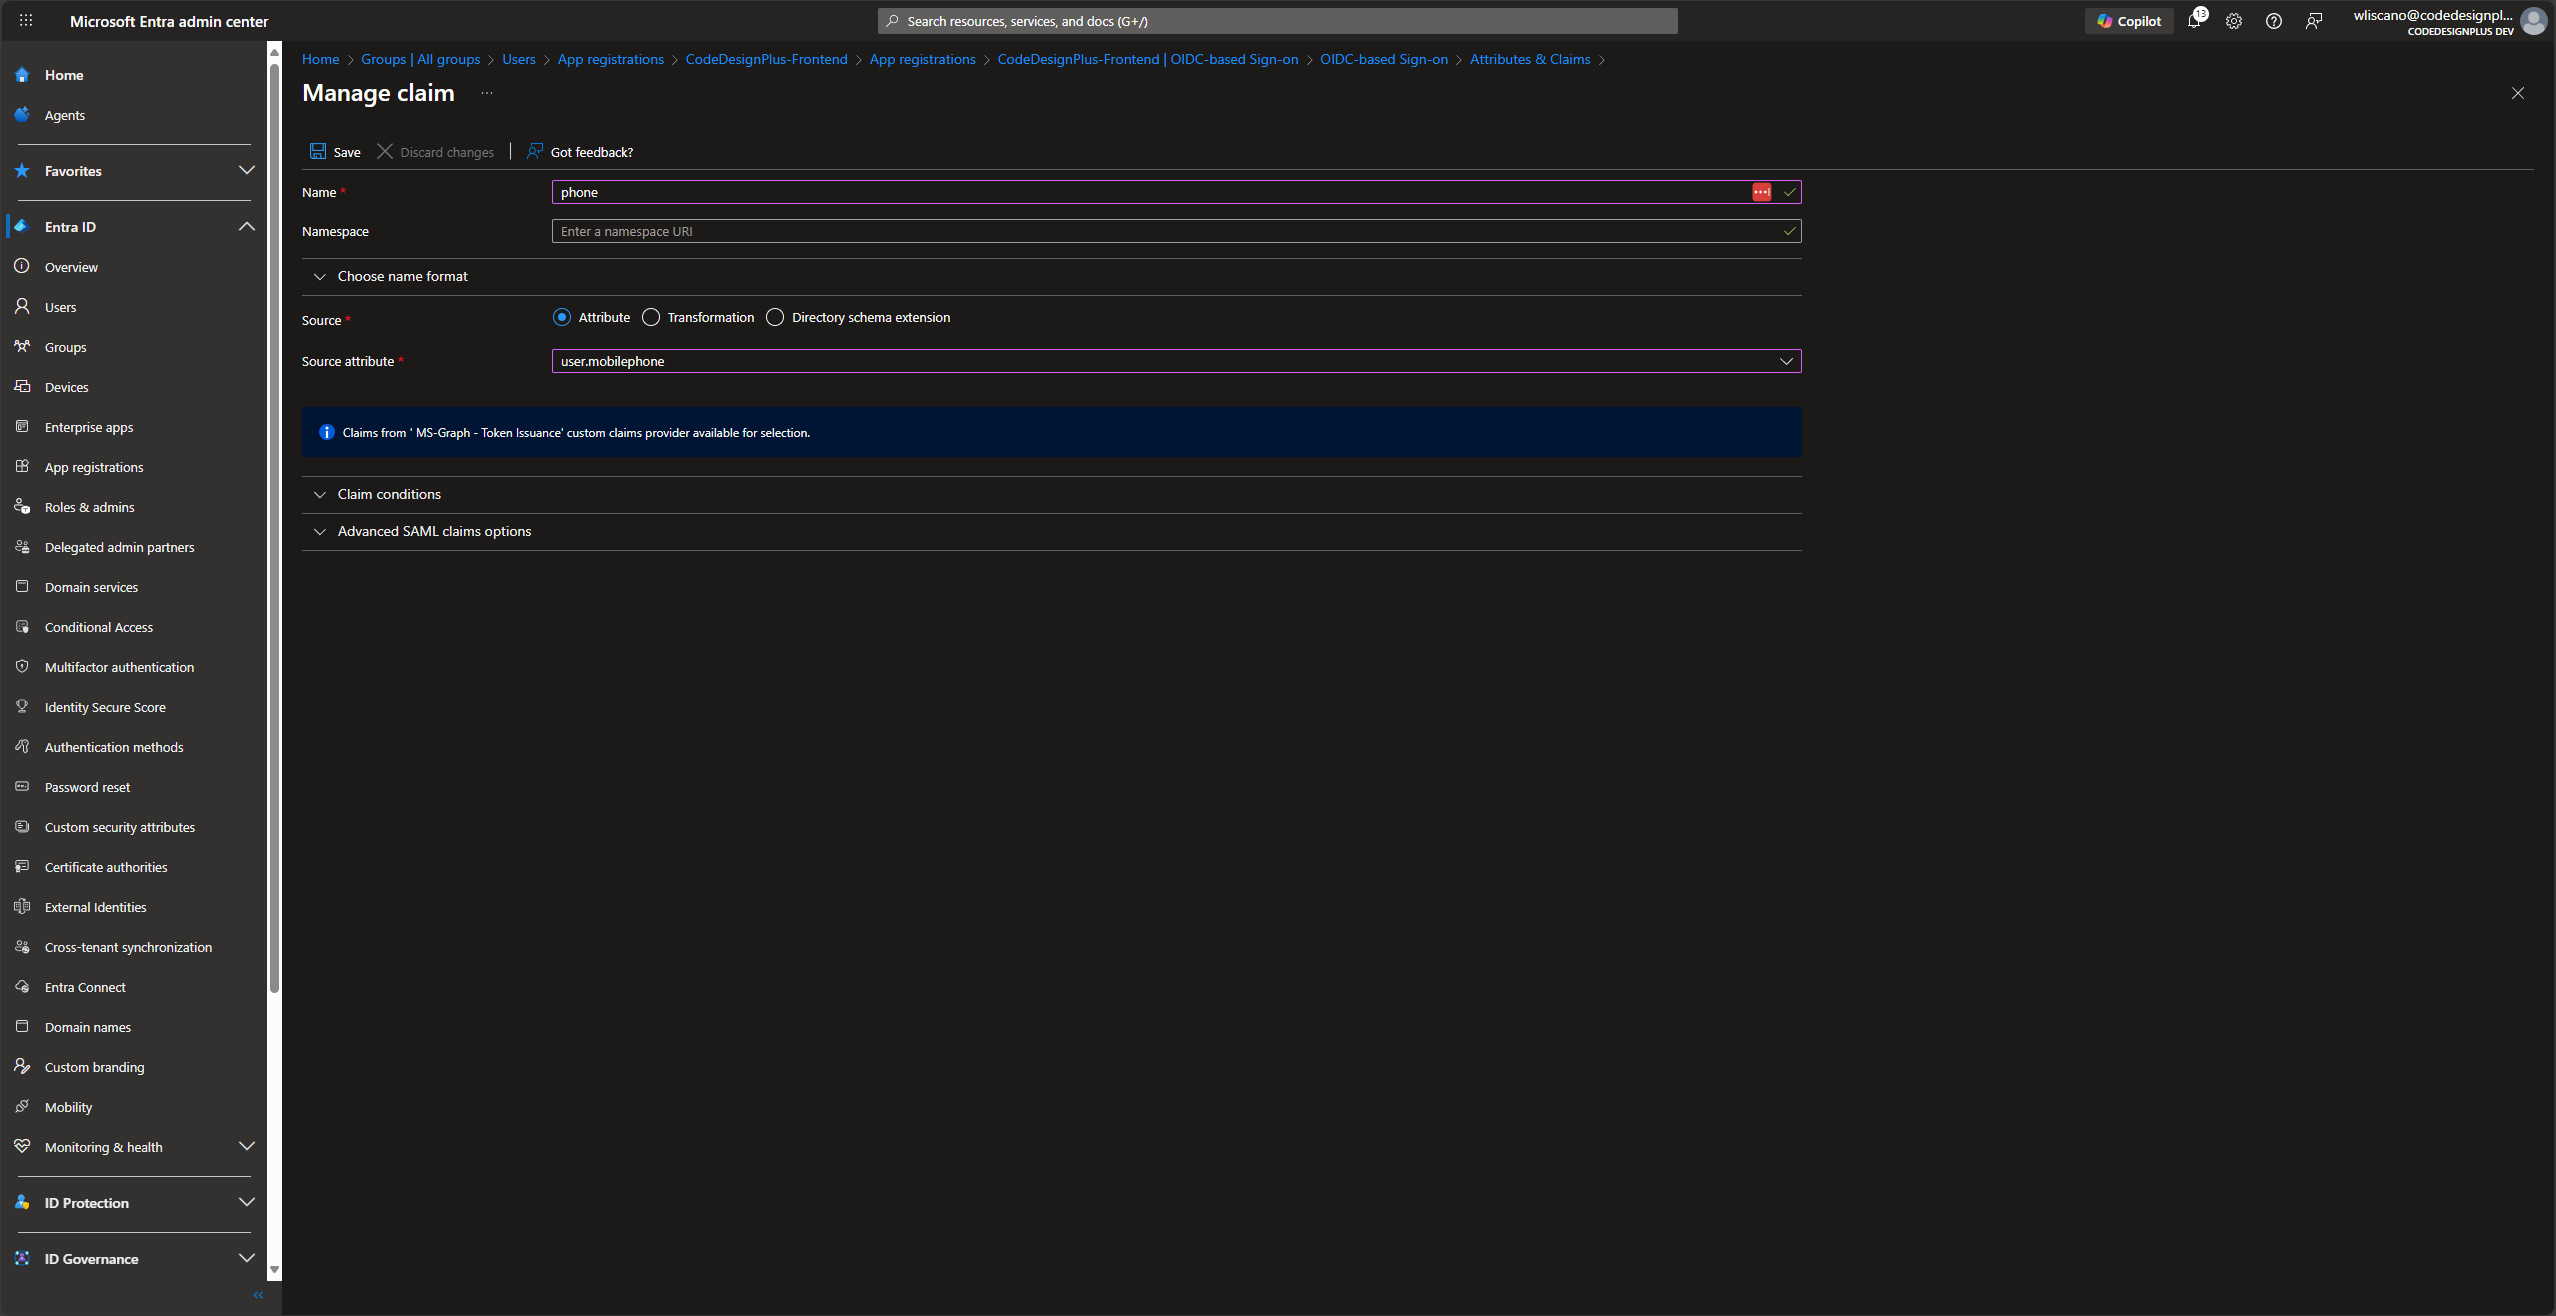 Microsoft Entra admin center
Search resources, services, and docs (G+/)
Copilot
13
wliscano@codedesignpl...
CODEDESIGNPLUS DEV
Home
Agents
Favorites
Entra ID
Overview
Users
Groups
Devices
Enterprise apps
App registrations
Roles & admins
Delegated admin partners
Domain services
Conditional Access
Multifactor authentication
Identity Secure Score
Authentication methods
Password reset
Custom security attributes
Certificate authorities
External Identities
Cross-tenant synchronization
Entra Connect
Domain names
Custom branding
Mobility
Monitoring & health
ID Protection
ID Governance
Home > Groups | All groups > Users > App registrations > CodeDesignPlus-Frontend > App registrations > CodeDesignPlus-Frontend | OIDC-based Sign-on > OIDC-based Sign-on > Attributes & Claims >
Manage claim ...
Save Discard changes | Got feedback?
Name * phone
Namespace Enter a namespace URI
Choose name format
Source * Attribute Transformation Directory schema extension
Source attribute * user.mobilephone
Claims from ' MS-Graph - Token Issuance' custom claims provider available for selection.
Claim conditions
Advanced SAML claims options